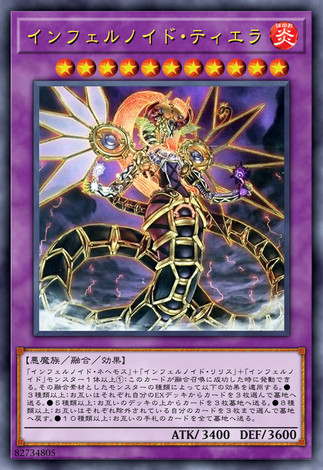 インフェルノイド・ティエラ
炎
【悪魔族／融合／効果】
「インフェルノイド・ネヘモス」＋「インフェルノイド・リリス」＋「インフェルノ
イド」モンスター１体以上①：このカードが融合召喚に成功した時に発動でき
る。その融合素材としたモンスターの種類によって以下の効果を適用する。●
３種類以上：お互いはそれぞれ自分のEXデッキからカードを３枚選んで墓地へ
送る。●５種類以上：お互いのデッキの上からカードを３枚墓地へ送る。●８種
類以上：お互いはそれぞれ除外されている自分のカードを３枚まで選んで墓地
へ戻す。●１０種類以上：お互いの手札のカードを全て墓地へ送る。
ATK/ 3400 DEF/3600
82734805